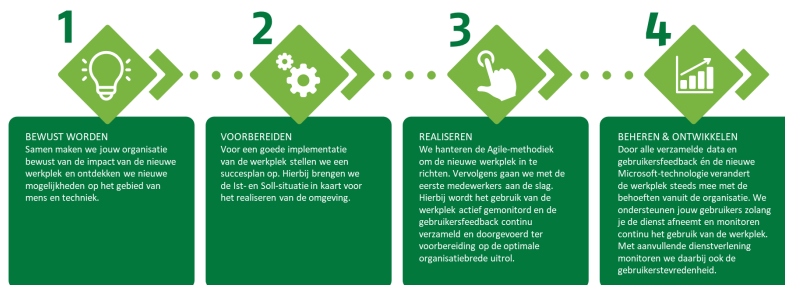 1
2
3
4
BEWUST WORDEN
Samen maken we jouw organisatie
bewust van de impact van de nieuwe
werkplek en ontdekken we nieuwe
mogelijkheden op het gebied van
mens en techniek.
VOORBEREIDEN
Voor een goede implementatie
van de werkplek stellen we een
succesplan op. Hierbij brengen we
de Ist- en Soll-situatie in kaart voor
het realiseren van de omgeving.
REALISEREN
We hanteren de Agile-methodiek
om de nieuwe werkplek in te
richten. Vervolgens gaan we met de
eerste medewerkers aan de slag.
Hierbij wordt het gebruik van de
werkplek actief gemonitord en de
gebruikersfeedback continu
verzameld en doorgevoerd ter
voorbereiding op de optimale
organisatiebrede uitrol.
BEHEREN & ONTWIKKELEN
Door alle verzamelde data en
gebruikersfeedback én de nieuwe
Microsoft-technologie verandert
de werkplek steeds mee met de
behoeften vanuit de organisatie. We
ondersteunen jouw gebruikers zolang
je de dienst afneemt en monitoren
continu het gebruik van de werkplek.
Met aanvullende dienstverlening
monitoren we daarbij ook de
gebruikerstevredenheid.